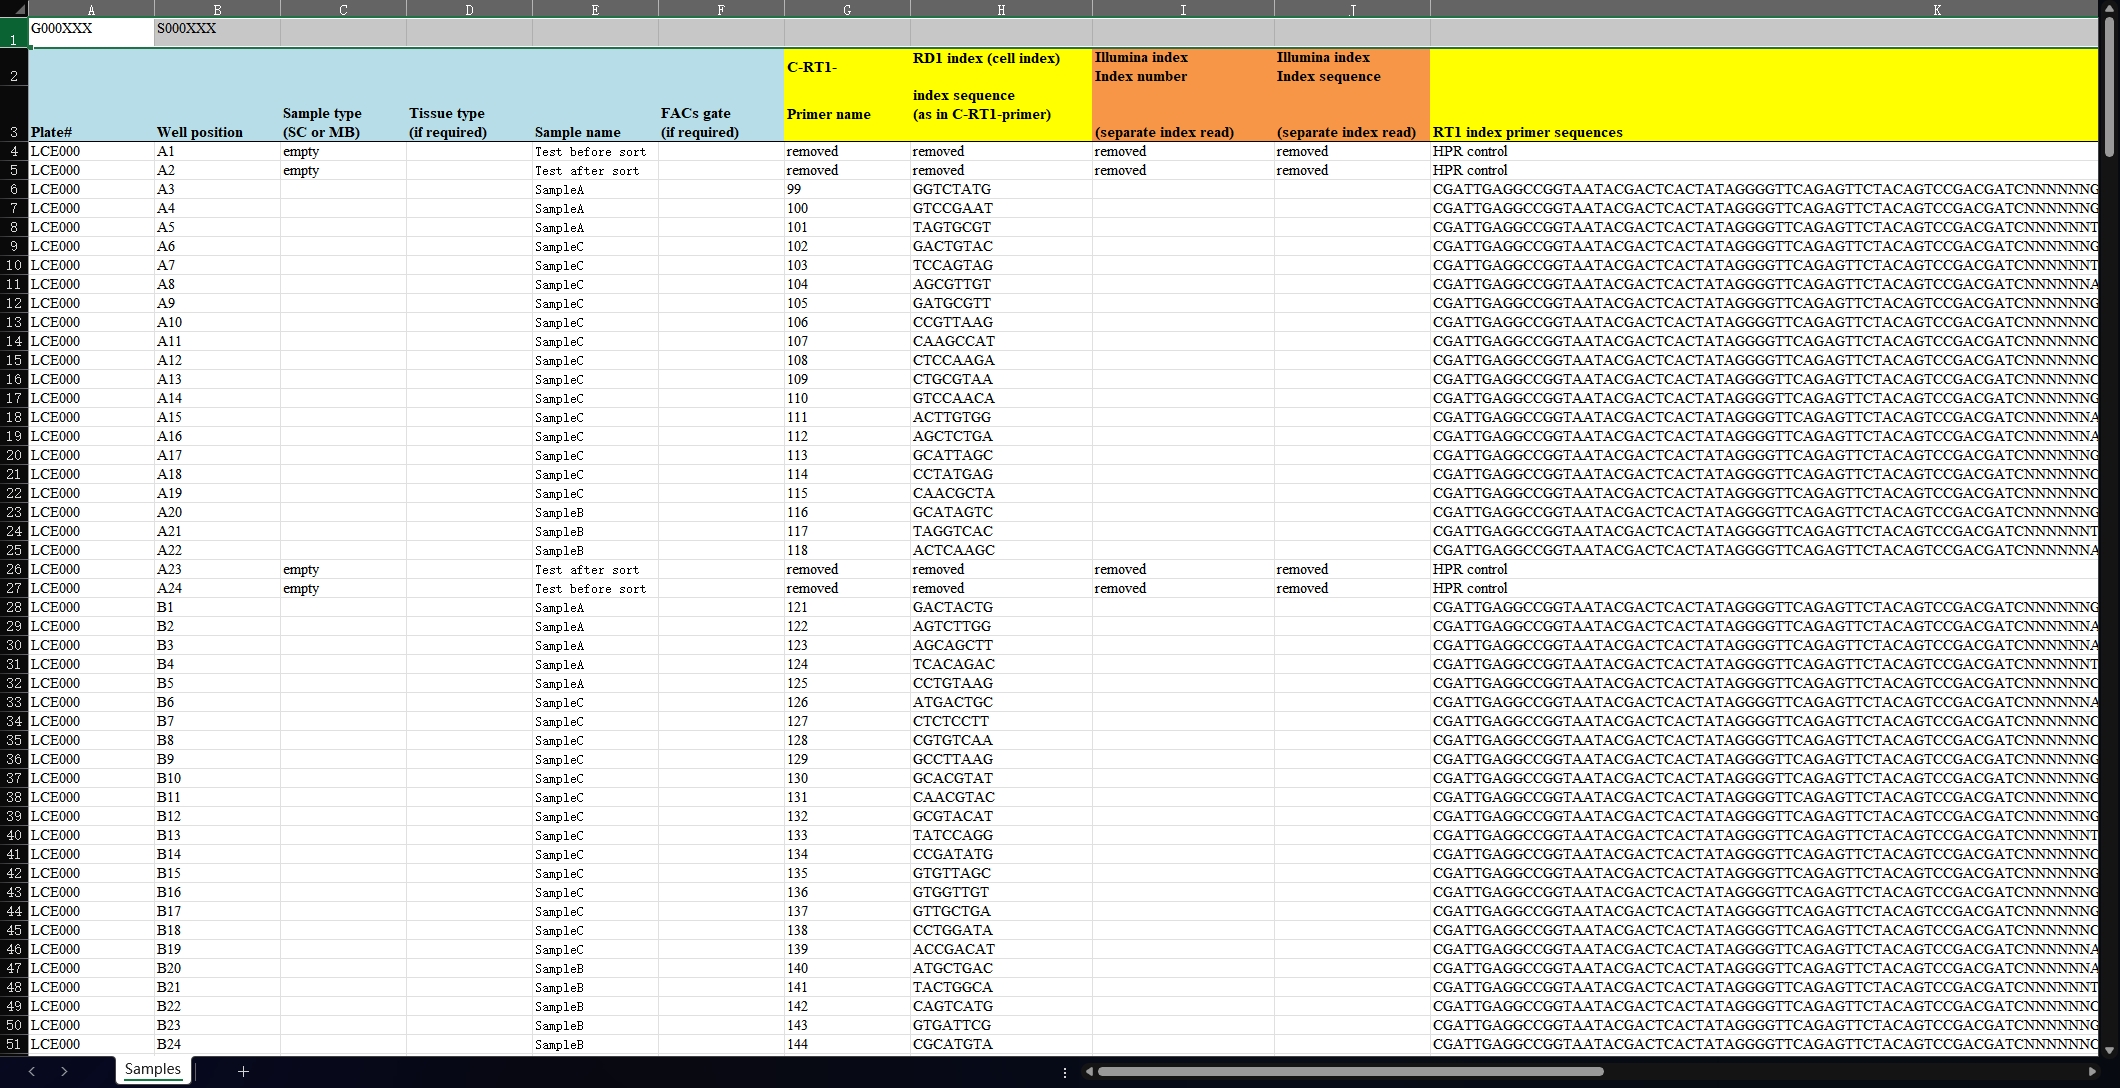 A B C D E F G H I J K
1 G000XXX S000XXX
2 C-RT1- RD1 index (cell index) Illumina index Index number Illumina index Index sequence
3 Plate# Well position Sample type (SC or MB) Tissue type (if required) Sample name FACs gate (if required) Primer name index sequence (as in C-RT1-primer) (separate index read) (separate index read) RT1 index primer sequences
4 LCE000 A1 empty Test before sort removed removed removed removed HPR control
5 LCE000 A2 empty Test after sort removed removed removed removed HPR control
6 LCE000 A3 SampleA 99 GGTCTATG CGATTGAGGCCGGTAATACGACTCACTATAGGGGTTCAGAGTTCTACAGTCCGACGATCNNNNNNG
7 LCE000 A4 SampleA 100 GTCCGAAT CGATTGAGGCCGGTAATACGACTCACTATAGGGGTTCAGAGTTCTACAGTCCGACGATCNNNNNNG
8 LCE000 A5 SampleA 101 TAGTGCGT CGATTGAGGCCGGTAATACGACTCACTATAGGGGTTCAGAGTTCTACAGTCCGACGATCNNNNNNT
9 LCE000 A6 SampleC 102 GACTGTAC CGATTGAGGCCGGTAATACGACTCACTATAGGGGTTCAGAGTTCTACAGTCCGACGATCNNNNNNG
10 LCE000 A7 SampleC 103 TCCAGTAG CGATTGAGGCCGGTAATACGACTCACTATAGGGGTTCAGAGTTCTACAGTCCGACGATCNNNNNNT
11 LCE000 A8 SampleC 104 AGCGTTGT CGATTGAGGCCGGTAATACGACTCACTATAGGGGTTCAGAGTTCTACAGTCCGACGATCNNNNNNA
12 LCE000 A9 SampleC 105 GATGCGTT CGATTGAGGCCGGTAATACGACTCACTATAGGGGTTCAGAGTTCTACAGTCCGACGATCNNNNNNG
13 LCE000 A10 SampleC 106 CCGTTAAG CGATTGAGGCCGGTAATACGACTCACTATAGGGGTTCAGAGTTCTACAGTCCGACGATCNNNNNNC
14 LCE000 A11 SampleC 107 CAAGCCAT CGATTGAGGCCGGTAATACGACTCACTATAGGGGTTCAGAGTTCTACAGTCCGACGATCNNNNNNC
15 LCE000 A12 SampleC 108 CTCCAAGA CGATTGAGGCCGGTAATACGACTCACTATAGGGGTTCAGAGTTCTACAGTCCGACGATCNNNNNNC
16 LCE000 A13 SampleC 109 CTGCGTAA CGATTGAGGCCGGTAATACGACTCACTATAGGGGTTCAGAGTTCTACAGTCCGACGATCNNNNNNC
17 LCE000 A14 SampleC 110 GTCCAACA CGATTGAGGCCGGTAATACGACTCACTATAGGGGTTCAGAGTTCTACAGTCCGACGATCNNNNNNG
18 LCE000 A15 SampleC 111 ACTTGTGG CGATTGAGGCCGGTAATACGACTCACTATAGGGGTTCAGAGTTCTACAGTCCGACGATCNNNNNNA
19 LCE000 A16 SampleC 112 AGCTCTGA CGATTGAGGCCGGTAATACGACTCACTATAGGGGTTCAGAGTTCTACAGTCCGACGATCNNNNNNA
20 LCE000 A17 SampleC 113 GCATTAGC CGATTGAGGCCGGTAATACGACTCACTATAGGGGTTCAGAGTTCTACAGTCCGACGATCNNNNNNG
21 LCE000 A18 SampleC 114 CCTATGAG CGATTGAGGCCGGTAATACGACTCACTATAGGGGTTCAGAGTTCTACAGTCCGACGATCNNNNNNC
22 LCE000 A19 SampleC 115 CAACGCTA CGATTGAGGCCGGTAATACGACTCACTATAGGGGTTCAGAGTTCTACAGTCCGACGATCNNNNNNC
23 LCE000 A20 SampleB 116 GCATAGTC CGATTGAGGCCGGTAATACGACTCACTATAGGGGTTCAGAGTTCTACAGTCCGACGATCNNNNNNG
24 LCE000 A21 SampleB 117 TAGGTCAC CGATTGAGGCCGGTAATACGACTCACTATAGGGGTTCAGAGTTCTACAGTCCGACGATCNNNNNNT
25 LCE000 A22 SampleB 118 ACTCAAGC CGATTGAGGCCGGTAATACGACTCACTATAGGGGTTCAGAGTTCTACAGTCCGACGATCNNNNNNA
26 LCE000 A23 empty Test after sort removed removed removed removed HPR control
27 LCE000 A24 empty Test before sort removed removed removed removed HPR control
28 LCE000 B1 SampleA 121 GACTACTG CGATTGAGGCCGGTAATACGACTCACTATAGGGGTTCAGAGTTCTACAGTCCGACGATCNNNNNNG
29 LCE000 B2 SampleA 122 AGTCTTGG CGATTGAGGCCGGTAATACGACTCACTATAGGGGTTCAGAGTTCTACAGTCCGACGATCNNNNNNA
30 LCE000 B3 SampleA 123 AGCAGCTT CGATTGAGGCCGGTAATACGACTCACTATAGGGGTTCAGAGTTCTACAGTCCGACGATCNNNNNNA
31 LCE000 B4 SampleA 124 TCACAGAC CGATTGAGGCCGGTAATACGACTCACTATAGGGGTTCAGAGTTCTACAGTCCGACGATCNNNNNNT
32 LCE000 B5 SampleA 125 CCTGTAAG CGATTGAGGCCGGTAATACGACTCACTATAGGGGTTCAGAGTTCTACAGTCCGACGATCNNNNNNC
33 LCE000 B6 SampleC 126 ATGACTGC CGATTGAGGCCGGTAATACGACTCACTATAGGGGTTCAGAGTTCTACAGTCCGACGATCNNNNNNA
34 LCE000 B7 SampleC 127 CTCTCCTT CGATTGAGGCCGGTAATACGACTCACTATAGGGGTTCAGAGTTCTACAGTCCGACGATCNNNNNNC
35 LCE000 B8 SampleC 128 CGTGTCAA CGATTGAGGCCGGTAATACGACTCACTATAGGGGTTCAGAGTTCTACAGTCCGACGATCNNNNNNC
36 LCE000 B9 SampleC 129 GCCTTAAG CGATTGAGGCCGGTAATACGACTCACTATAGGGGTTCAGAGTTCTACAGTCCGACGATCNNNNNNG
37 LCE000 B10 SampleC 130 GCACGTAT CGATTGAGGCCGGTAATACGACTCACTATAGGGGTTCAGAGTTCTACAGTCCGACGATCNNNNNNG
38 LCE000 B11 SampleC 131 CAACGTAC CGATTGAGGCCGGTAATACGACTCACTATAGGGGTTCAGAGTTCTACAGTCCGACGATCNNNNNNC
39 LCE000 B12 SampleC 132 GCGTACAT CGATTGAGGCCGGTAATACGACTCACTATAGGGGTTCAGAGTTCTACAGTCCGACGATCNNNNNNG
40 LCE000 B13 SampleC 133 TATCCAGG CGATTGAGGCCGGTAATACGACTCACTATAGGGGTTCAGAGTTCTACAGTCCGACGATCNNNNNNT
41 LCE000 B14 SampleC 134 CCGATATG CGATTGAGGCCGGTAATACGACTCACTATAGGGGTTCAGAGTTCTACAGTCCGACGATCNNNNNNC
42 LCE000 B15 SampleC 135 GTGTTAGC CGATTGAGGCCGGTAATACGACTCACTATAGGGGTTCAGAGTTCTACAGTCCGACGATCNNNNNNG
43 LCE000 B16 SampleC 136 GTGGTTGT CGATTGAGGCCGGTAATACGACTCACTATAGGGGTTCAGAGTTCTACAGTCCGACGATCNNNNNNG
44 LCE000 B17 SampleC 137 GTTGCTGA CGATTGAGGCCGGTAATACGACTCACTATAGGGGTTCAGAGTTCTACAGTCCGACGATCNNNNNNG
45 LCE000 B18 SampleC 138 CCTGGATA CGATTGAGGCCGGTAATACGACTCACTATAGGGGTTCAGAGTTCTACAGTCCGACGATCNNNNNNC
46 LCE000 B19 SampleC 139 ACCGACAT CGATTGAGGCCGGTAATACGACTCACTATAGGGGTTCAGAGTTCTACAGTCCGACGATCNNNNNNA
47 LCE000 B20 SampleB 140 ATGCTGAC CGATTGAGGCCGGTAATACGACTCACTATAGGGGTTCAGAGTTCTACAGTCCGACGATCNNNNNNA
48 LCE000 B21 SampleB 141 TACTGGCA CGATTGAGGCCGGTAATACGACTCACTATAGGGGTTCAGAGTTCTACAGTCCGACGATCNNNNNNT
49 LCE000 B22 SampleB 142 CAGTCATG CGATTGAGGCCGGTAATACGACTCACTATAGGGGTTCAGAGTTCTACAGTCCGACGATCNNNNNNC
50 LCE000 B23 SampleB 143 GTGATTCG CGATTGAGGCCGGTAATACGACTCACTATAGGGGTTCAGAGTTCTACAGTCCGACGATCNNNNNNG
51 LCE000 B24 SampleB 144 CGCATGTA CGATTGAGGCCGGTAATACGACTCACTATAGGGGTTCAGAGTTCTACAGTCCGACGATCNNNNNNC
Samples